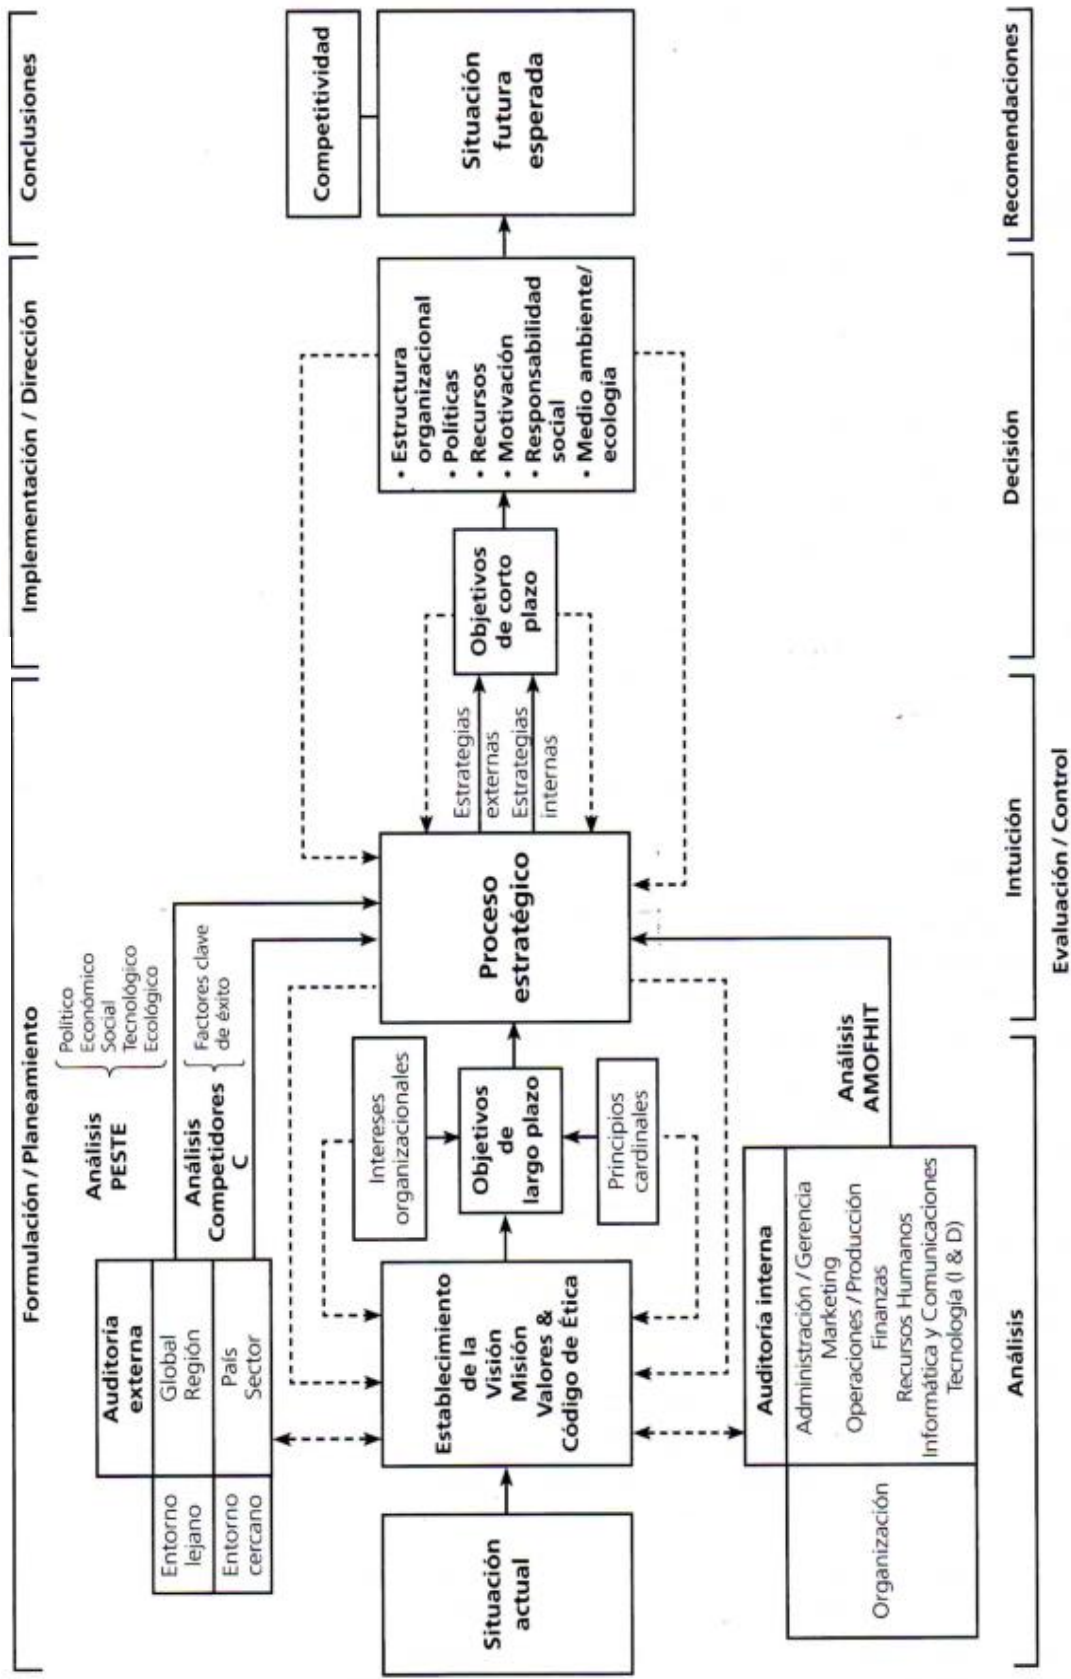 Formulación / Planeamiento
Implementación / Dirección
Conclusiones
Auditoria
externa
Entorno
lejano
Global
Región
Entorno
cercano
País
Sector
Análisis
PESTE
Político
Económico
Social
Tecnológico
Ecológico
Análisis
Competidores
C
Factores clave
de éxito
Situación
actual
Establecimiento
de la
Visión
Misión
Valores &
Código de Ética
Intereses
organizacionales
Objetivos
de
largo plazo
Principios
cardinales
Proceso
estratégico
Estrategias
externas
Estrategias
internas
Objetivos
de corto
plazo
• Estructura
organizacional
• Políticas
• Recursos
• Motivación
• Responsabilidad
social
• Medio ambiente/
ecología
Competitividad
Situación
futura
esperada
Organización
Auditoría interna
Administración / Gerencia
Marketing
Operaciones / Producción
Finanzas
Recursos Humanos
Informática y Comunicaciones
Tecnología (I & D)
Análisis
AMOFHIT
Análisis
Intuición
Decisión
Recomendaciones
Evaluación / Control